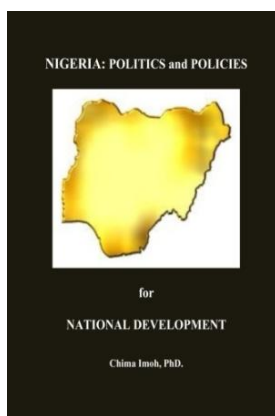 NIGERIA: POLITICS and POLICIES
for
NATIONAL DEVELOPMENT
Chima Imoh, PhD.